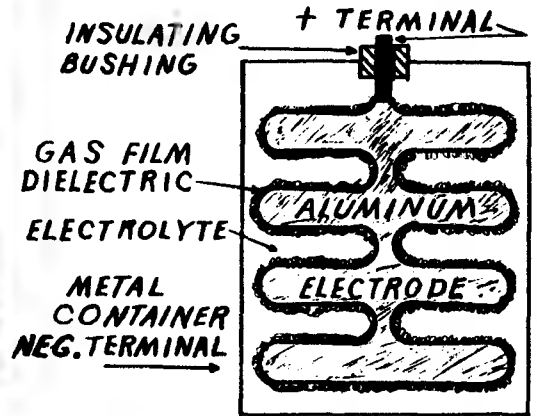 + TERMINAL
INSULATING
BUSHING
GAS FILM
DIELECTRIC
ALUMINUM
ELECTROLYTE
ELECTRODE
METAL
CONTAINER
NEG. TERMINAL